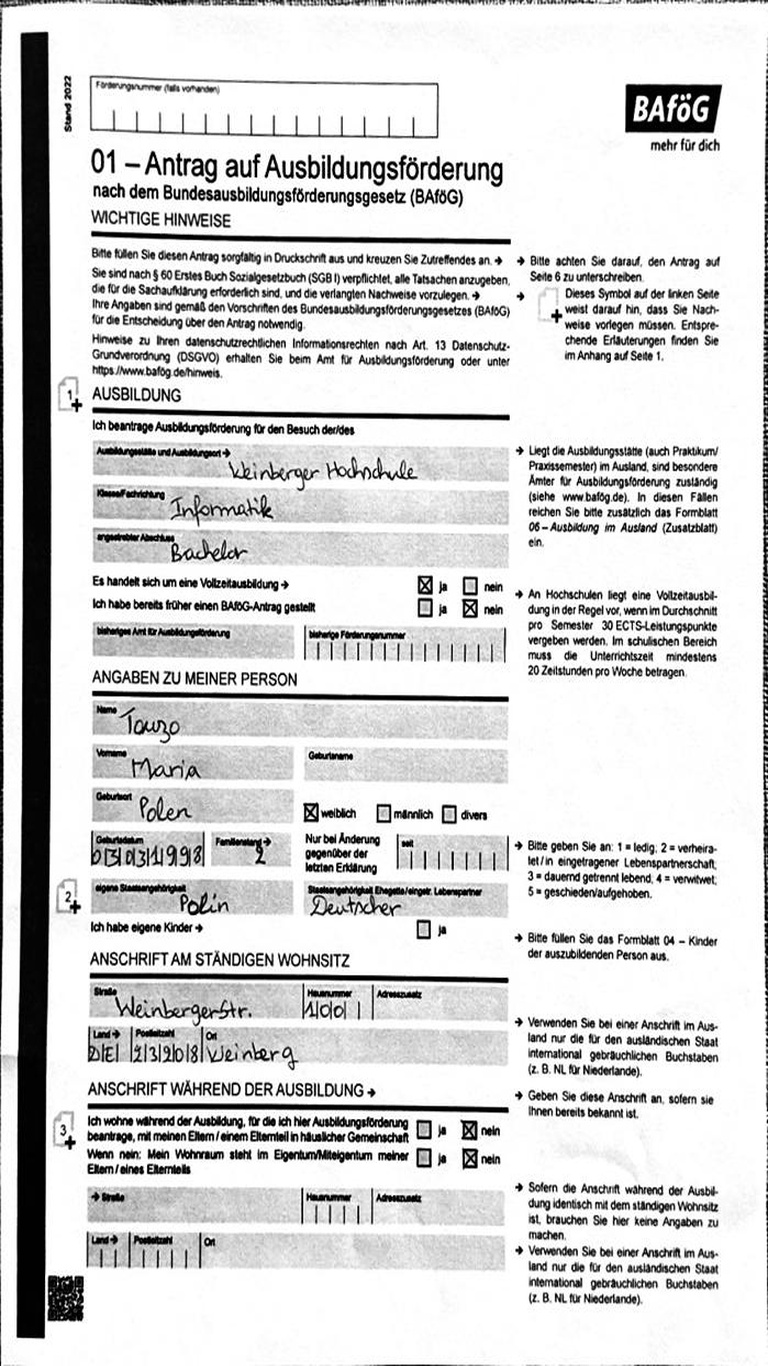 Stand 2022
Förderungsnummer (falls vorhanden)
BAföG
mehr für dich
01 – Antrag auf Ausbildungsförderung
nach dem Bundesausbildungsförderungsgesetz (BAföG)
WICHTIGE HINWEISE
Bitte füllen Sie diesen Antrag sorgfältig in Druckschrift aus und kreuzen Sie Zutreffendes an. →
Sie sind nach § 60 Erstes Buch Sozialgesetzbuch (SGB I) verpflichtet, alle Tatsachen anzugeben,
die für die Sachaufklärung erforderlich sind, und die verlangten Nachweise vorzulegen. →
Ihre Angaben sind gemäß den Vorschriften des Bundesausbildungsförderungsgesetzes (BAföG)
für die Entscheidung über den Antrag notwendig.
Hinweise zu Ihren datenschutzrechtlichen Informationsrechten nach Art. 13 Datenschutz-
Grundverordnung (DSGVO) erhalten Sie beim Amt für Ausbildungsförderung oder unter
https://www.bafög.de/hinweis.
→ Bitte achten Sie darauf, den Antrag auf
Seite 6 zu unterschreiben.
→ Dieses Symbol auf der linken Seite
weist darauf hin, dass Sie Nach-
weise vorlegen müssen. Entspre-
chende Erläuterungen finden Sie
im Anhang auf Seite 1.
1 AUSBILDUNG
Ich beantrage Ausbildungsförderung für den Besuch der/des
Ausbildungsstätte und Ausbildungsort →
Weinberger Hochschule
Klasse/Fachrichtung
Informatik
angestrebter Abschluss
Bachelor
→ Liegt die Ausbildungsstätte (auch Praktikum/
Praxissemester) im Ausland, sind besondere
Ämter für Ausbildungsförderung zuständig
(siehe www.bafög.de). In diesen Fällen
reichen Sie bitte zusätzlich das Formblatt
06 – Ausbildung im Ausland (Zusatzblatt)
ein.
Es handelt sich um eine Vollzeitausbildung → ☒ ja ☐ nein
Ich habe bereits früher einen BAföG-Antrag gestellt ☐ ja ☒ nein
bisheriges Amt für Ausbildungsförderung bisherige Förderungsnummer
→ An Hochschulen liegt eine Vollzeitausbil-
dung in der Regel vor, wenn im Durchschnitt
pro Semester 30 ECTS-Leistungspunkte
vergeben werden. Im schulischen Bereich
muss die Unterrichtszeit mindestens
20 Zeitstunden pro Woche betragen.
ANGABEN ZU MEINER PERSON
Name
Touzo
Vorname Geburtsname
Maria
Geburtsort
Polen ☒ weiblich ☐ männlich ☐ divers
Geburtsdatum Familienstand → Nur bei Änderung seit
03031998 2 gegenüber der
letzten Erklärung
→ Bitte geben Sie an: 1 = ledig; 2 = verheira-
tet/in eingetragener Lebenspartnerschaft;
3 = dauernd getrennt lebend; 4 = verwitwet;
5 = geschieden/aufgehoben.
2 eigene Staatsangehörigkeit Staatsangehörigkeit Ehegatte/eingetr. Lebenspartner
Polin Deutscher
Ich habe eigene Kinder → ☐ ja
→ Bitte füllen Sie das Formblatt 04 – Kinder
der auszubildenden Person aus.
ANSCHRIFT AM STÄNDIGEN WOHNSITZ
Straße Hausnummer Adresszusatz
WeinbergerStr. 100
Land → Postleitzahl Ort
DE 23208 Weinberg
→ Verwenden Sie bei einer Anschrift im Aus-
land nur die für den ausländischen Staat
international gebräuchlichen Buchstaben
(z. B. NL für Niederlande).
ANSCHRIFT WÄHREND DER AUSBILDUNG →
→ Geben Sie diese Anschrift an, sofern sie
Ihnen bereits bekannt ist.
3 Ich wohne während der Ausbildung, für die ich hier Ausbildungsförderung
beantrage, mit meinen Eltern / einem Elternteil in häuslicher Gemeinschaft ☐ ja ☒ nein
Wenn nein: Mein Wohnraum steht im Eigentum/Miteigentum meiner
Eltern / eines Elternteils ☐ ja ☒ nein
→ Straße Hausnummer Adresszusatz
Land → Postleitzahl Ort
→ Sofern die Anschrift während der Ausbil-
dung identisch mit dem ständigen Wohnsitz
ist, brauchen Sie hier keine Angaben zu
machen.
→ Verwenden Sie bei einer Anschrift im Aus-
land nur die für den ausländischen Staat
international gebräuchlichen Buchstaben
(z. B. NL für Niederlande).